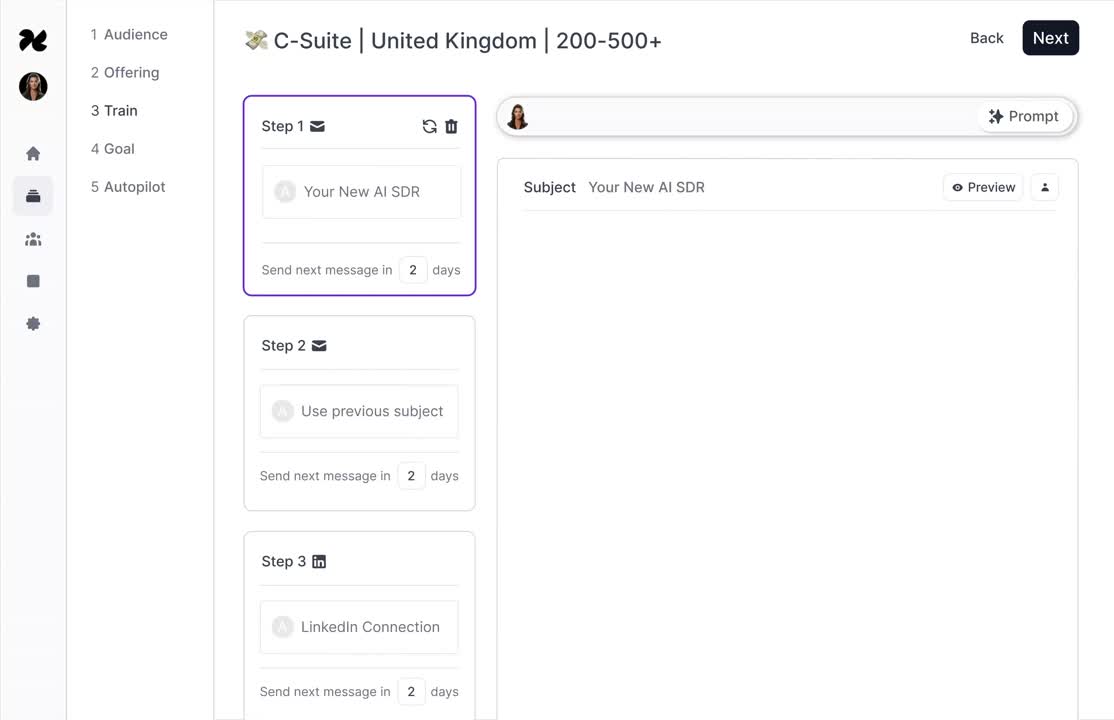 1 Audience
2 Offering
3 Train
4 Goal
5 Autopilot
💸 C-Suite | United Kingdom | 200-500+
Back
Next
Step 1
A Your New AI SDR
Send next message in 2 days
Step 2
A Use previous subject
Send next message in 2 days
Step 3 in
A LinkedIn Connection
Send next message in 2 days
Prompt
Subject Your New AI SDR
Preview